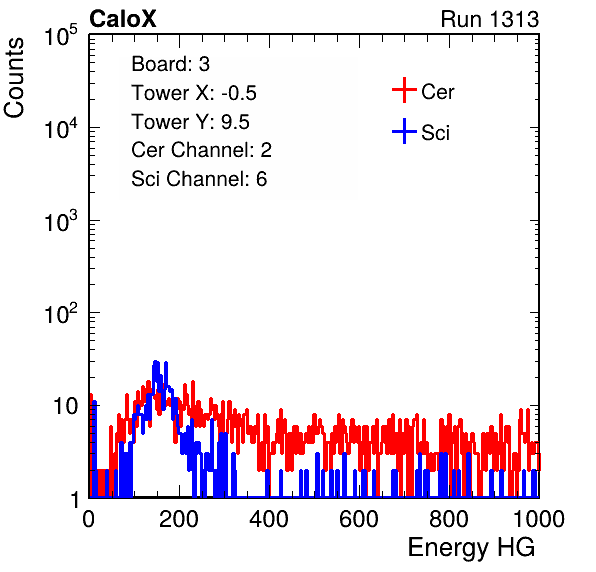 CaloX Run 1313
Counts
Board: 3
Tower X: -0.5
Tower Y: 9.5
Cer Channel: 2
Sci Channel: 6
Cer
Sci
10^5
10^4
10^3
10^2
10
1
0 200 400 600 800 1000
Energy HG